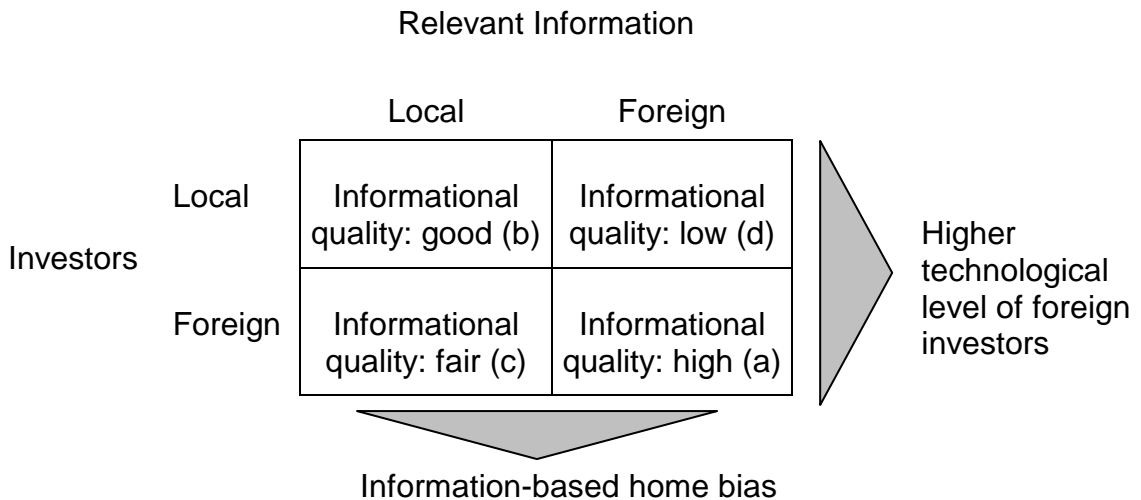 Relevant Information
Local Foreign
Local
Informational
quality: good (b)
Informational
quality: low (d)
Investors
Foreign
Informational
quality: fair (c)
Informational
quality: high (a)
Higher
technological
level of foreign
investors
Information-based home bias